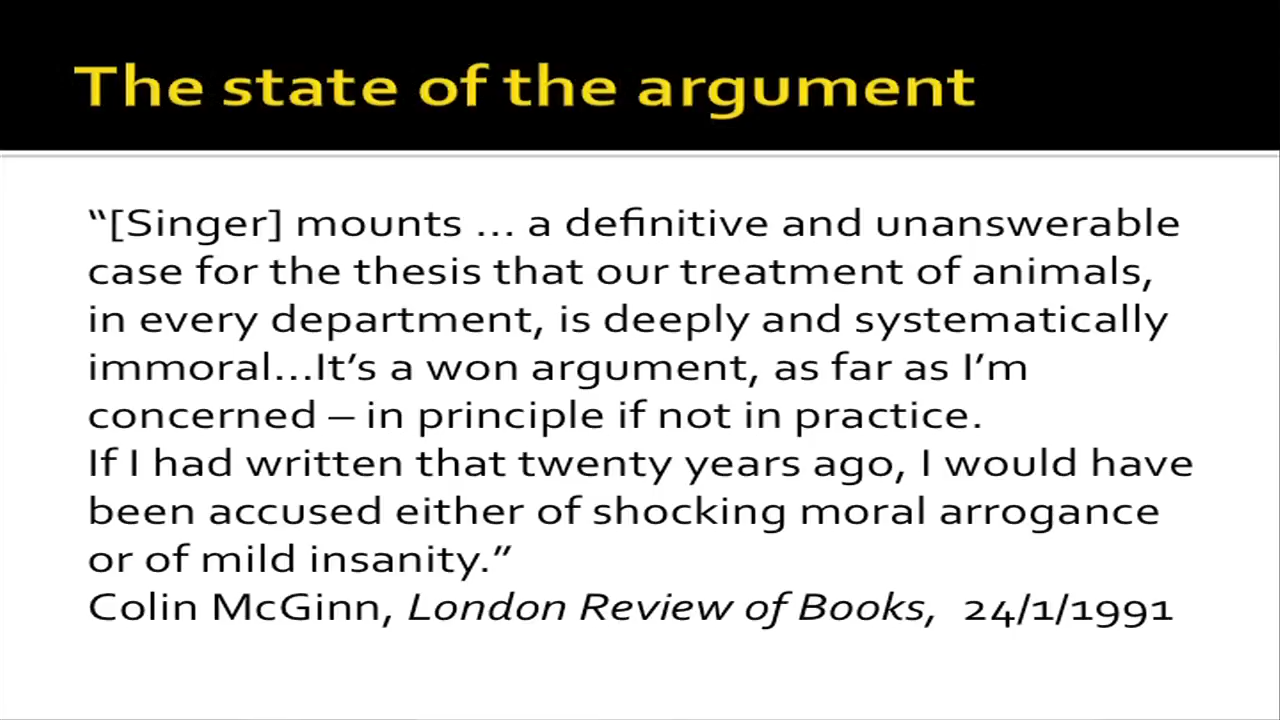 The state of the argument
“[Singer] mounts ... a definitive and unanswerable
case for the thesis that our treatment of animals,
in every department, is deeply and systematically
immoral...It’s a won argument, as far as I’m
concerned – in principle if not in practice.
If I had written that twenty years ago, I would have
been accused either of shocking moral arrogance
or of mild insanity.”
Colin McGinn, London Review of Books, 24/1/1991